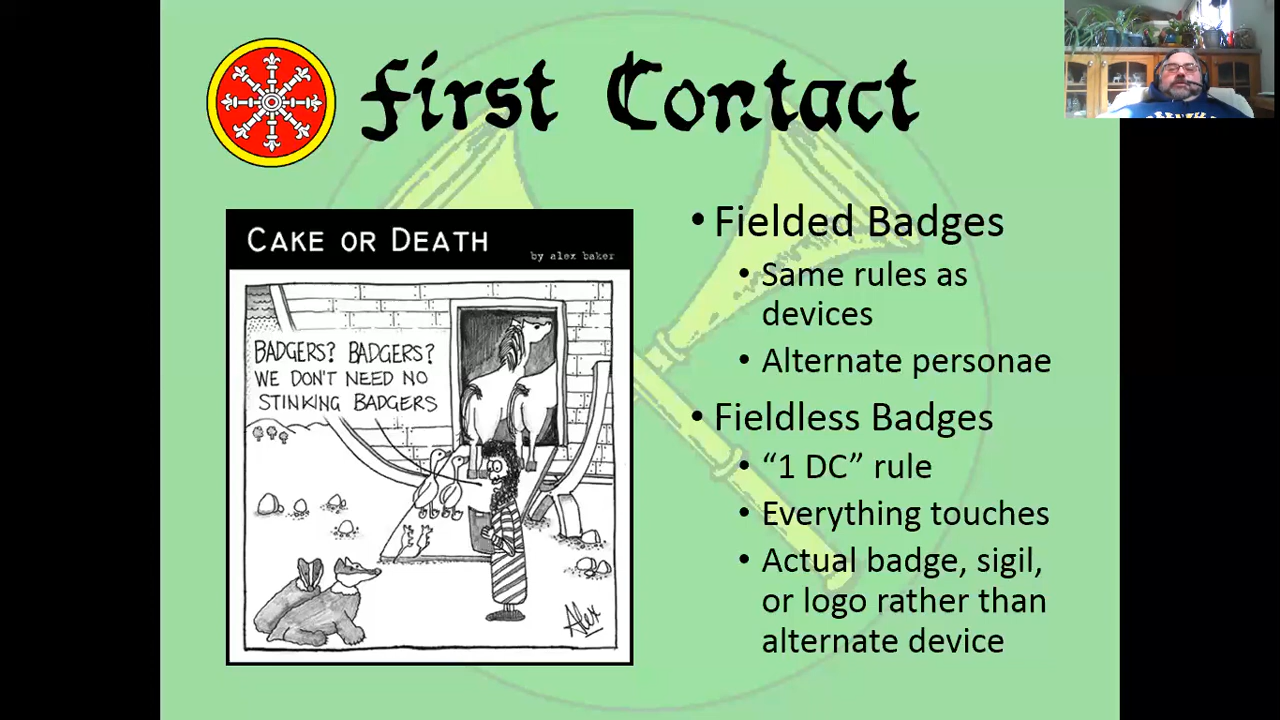 First Contact
CAKE OR DEATH
by alex baker
BADGERS? BADGERS?
WE DON'T NEED NO
STINKING BADGERS
Alex
• Fielded Badges
• Same rules as
devices
• Alternate personae
• Fieldless Badges
• “1 DC” rule
• Everything touches
• Actual badge, sigil,
or logo rather than
alternate device